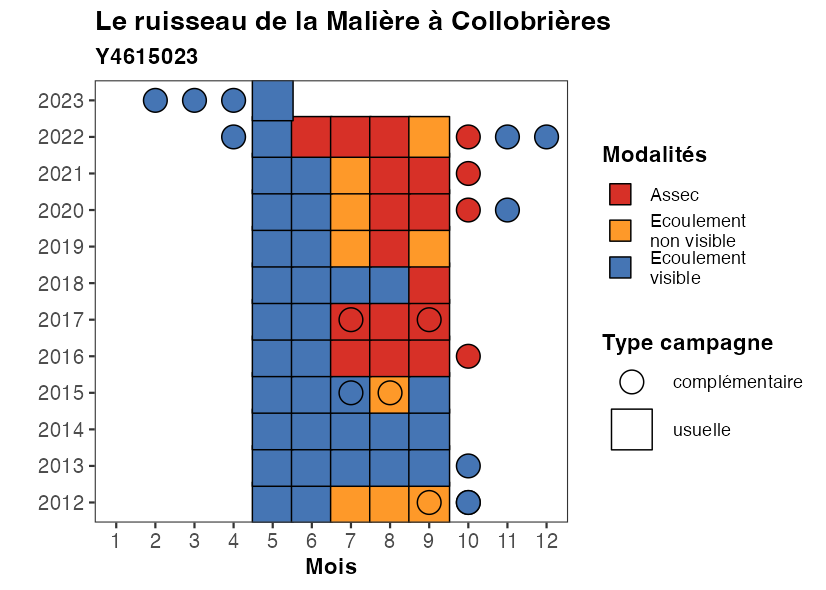 Le ruisseau de la Malière à Collobrières
Y4615023
2023
2022
2021
2020
2019
2018
2017
2016
2015
2014
2013
2012
1 2 3 4 5 6 7 8 9 10 11 12
Mois
Modalités
Assec
Ecoulement
non visible
Ecoulement
visible
Type campagne
complémentaire
usuelle